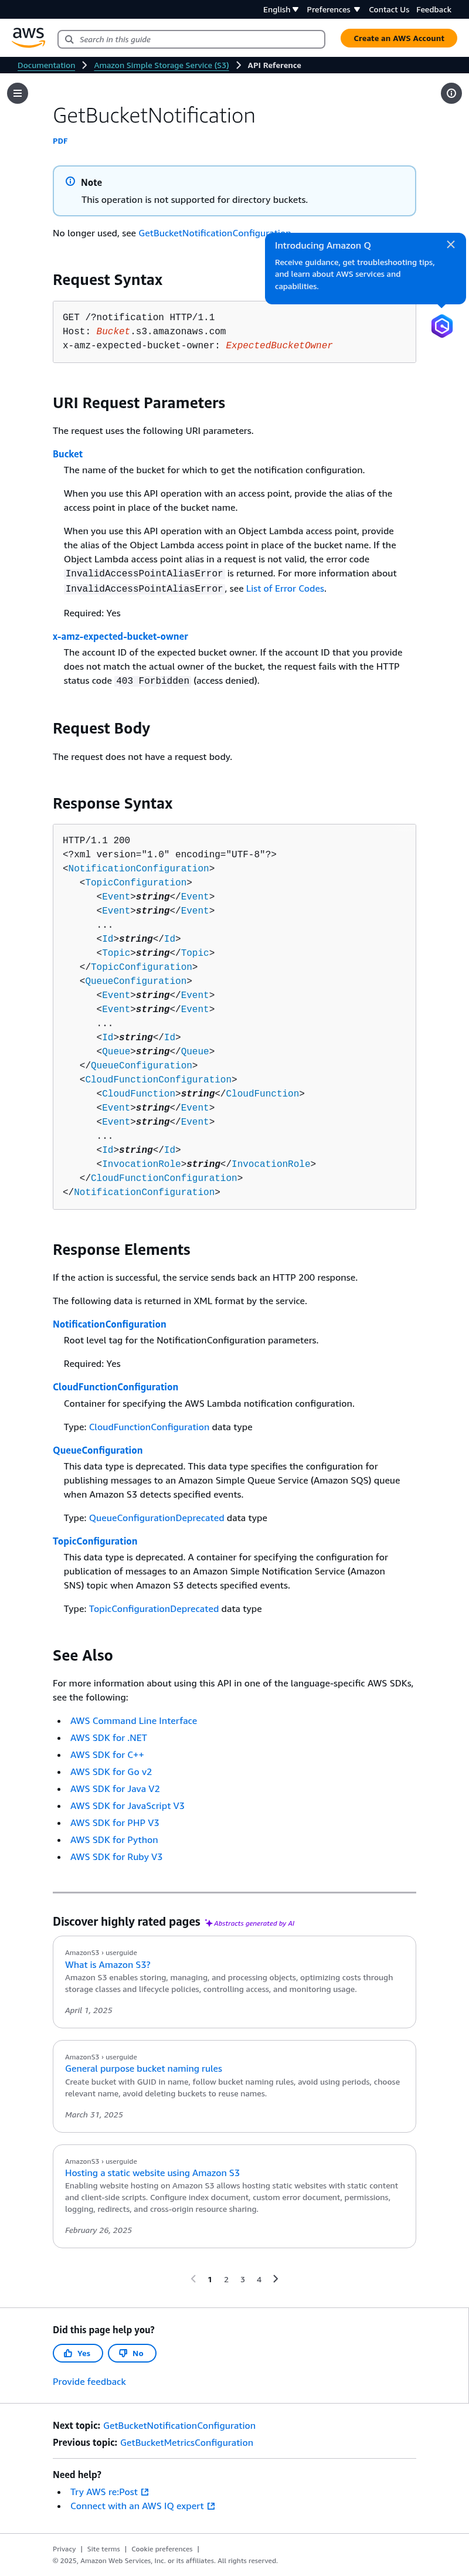 English
Preferences
Contact Us
Feedback
aws
Search in this guide
Create an AWS Account
Documentation
Amazon Simple Storage Service (S3)
API Reference
GetBucketNotification
PDF
Note
This operation is not supported for directory buckets.
No longer used, see GetBucketNotificationConfiguration
Introducing Amazon Q
Receive guidance, get troubleshooting tips,
and learn about AWS services and
capabilities.
Request Syntax
GET /?notification HTTP/1.1
Host: Bucket.s3.amazonaws.com
x-amz-expected-bucket-owner: ExpectedBucketOwner
URI Request Parameters
The request uses the following URI parameters.
Bucket
The name of the bucket for which to get the notification configuration.
When you use this API operation with an access point, provide the alias of the
access point in place of the bucket name.
When you use this API operation with an Object Lambda access point, provide
the alias of the Object Lambda access point in place of the bucket name. If the
Object Lambda access point alias in a request is not valid, the error code
InvalidAccessPointAliasError is returned. For more information about
InvalidAccessPointAliasError, see List of Error Codes.
Required: Yes
x-amz-expected-bucket-owner
The account ID of the expected bucket owner. If the account ID that you provide
does not match the actual owner of the bucket, the request fails with the HTTP
status code 403 Forbidden (access denied).
Request Body
The request does not have a request body.
Response Syntax
HTTP/1.1 200
<?xml version="1.0" encoding="UTF-8"?>
<NotificationConfiguration>
   <TopicConfiguration>
      <Event>string</Event>
      <Event>string</Event>
      ...
      <Id>string</Id>
      <Topic>string</Topic>
   </TopicConfiguration>
   <QueueConfiguration>
      <Event>string</Event>
      <Event>string</Event>
      ...
      <Id>string</Id>
      <Queue>string</Queue>
   </QueueConfiguration>
   <CloudFunctionConfiguration>
      <CloudFunction>string</CloudFunction>
      <Event>string</Event>
      <Event>string</Event>
      ...
      <Id>string</Id>
      <InvocationRole>string</InvocationRole>
   </CloudFunctionConfiguration>
</NotificationConfiguration>
Response Elements
If the action is successful, the service sends back an HTTP 200 response.
The following data is returned in XML format by the service.
NotificationConfiguration
Root level tag for the NotificationConfiguration parameters.
Required: Yes
CloudFunctionConfiguration
Container for specifying the AWS Lambda notification configuration.
Type: CloudFunctionConfiguration data type
QueueConfiguration
This data type is deprecated. This data type specifies the configuration for
publishing messages to an Amazon Simple Queue Service (Amazon SQS) queue
when Amazon S3 detects specified events.
Type: QueueConfigurationDeprecated data type
TopicConfiguration
This data type is deprecated. A container for specifying the configuration for
publication of messages to an Amazon Simple Notification Service (Amazon
SNS) topic when Amazon S3 detects specified events.
Type: TopicConfigurationDeprecated data type
See Also
For more information about using this API in one of the language-specific AWS SDKs,
see the following:
• AWS Command Line Interface
• AWS SDK for .NET
• AWS SDK for C++
• AWS SDK for Go v2
• AWS SDK for Java V2
• AWS SDK for JavaScript V3
• AWS SDK for PHP V3
• AWS SDK for Python
• AWS SDK for Ruby V3
Discover highly rated pages Abstracts generated by AI
AmazonS3 › userguide
What is Amazon S3?
Amazon S3 enables storing, managing, and processing objects, optimizing costs through
storage classes and lifecycle policies, controlling access, and monitoring usage.
April 1, 2025
AmazonS3 › userguide
General purpose bucket naming rules
Create bucket with GUID in name, follow bucket naming rules, avoid using periods, choose
relevant name, avoid deleting buckets to reuse names.
March 31, 2025
AmazonS3 › userguide
Hosting a static website using Amazon S3
Enabling website hosting on Amazon S3 allows hosting static websites with static content
and client-side scripts. Configure index document, custom error document, permissions,
logging, redirects, and cross-origin resource sharing.
February 26, 2025
1 2 3 4
Did this page help you?
Yes
No
Provide feedback
Next topic: GetBucketNotificationConfiguration
Previous topic: GetBucketMetricsConfiguration
Need help?
• Try AWS re:Post
• Connect with an AWS IQ expert
Privacy | Site terms | Cookie preferences |
© 2025, Amazon Web Services, Inc. or its affiliates. All rights reserved.